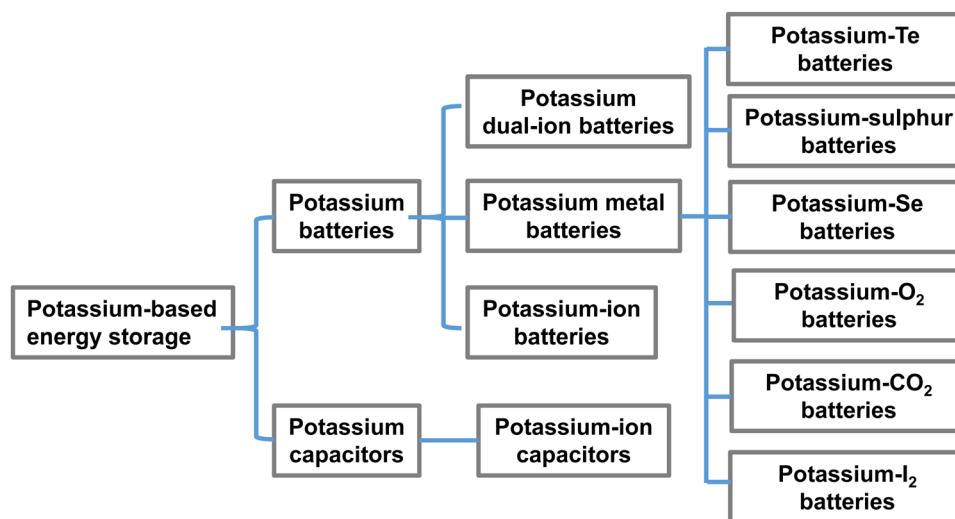 Potassium-based
energy storage
Potassium
batteries
Potassium
capacitors
Potassium
dual-ion batteries
Potassium metal
batteries
Potassium-ion
batteries
Potassium-ion
capacitors
Potassium-Te
batteries
Potassium-sulphur
batteries
Potassium-Se
batteries
Potassium-O₂
batteries
Potassium-CO₂
batteries
Potassium-I₂
batteries